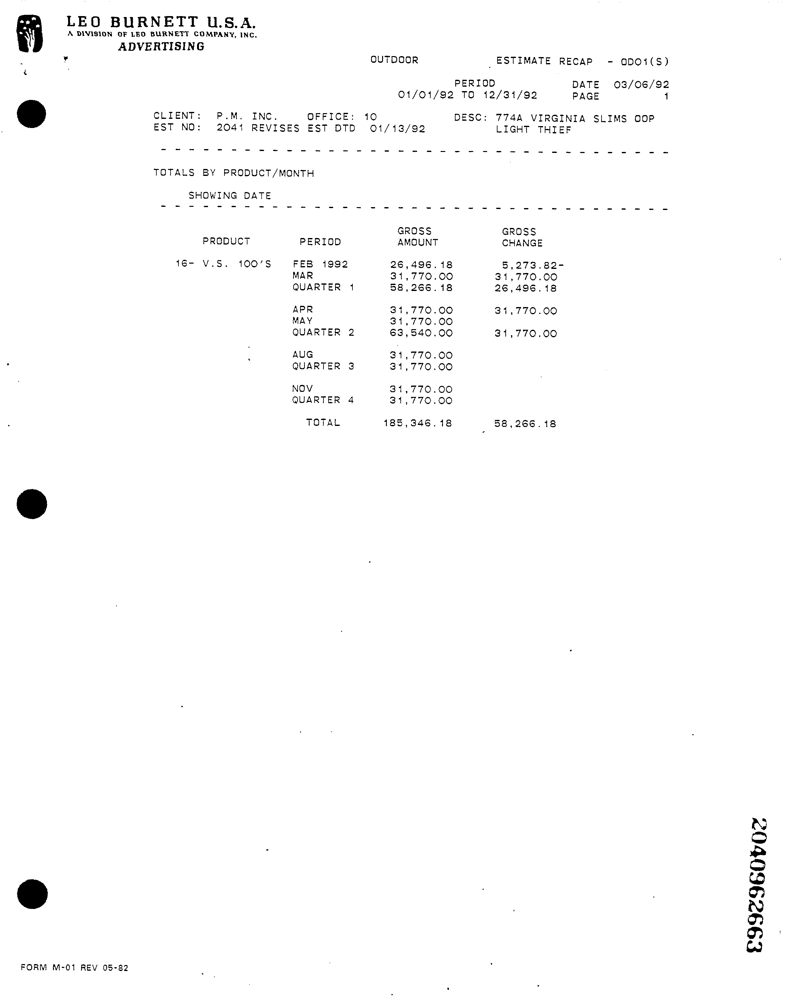 LEO BURNETT U.S.A.
A DIVISION OF LEO BURNETT COMPANY, INC.
ADVERTISING
OUTDOOR ESTIMATE RECAP - ODO1(S)
PERIOD DATE 03/06/92
01/01/92 TO 12/31/92 PAGE 1
CLIENT: P.M. INC. OFFICE: 10 DESC: 774A VIRGINIA SLIMS OOP
EST NO: 2041 REVISES EST DTD 01/13/92 LIGHT THIEF
- - - - - - - - - - - - - - - - - - - - - - - - - - - - - - - - - - - - -
TOTALS BY PRODUCT/MONTH
SHOWING DATE
- - - - - - - - - - - - - - - - - - - - - - - - - - - - - - - - - - - - -
GROSS GROSS
PRODUCT PERIOD AMOUNT CHANGE
16- V.S. 100'S FEB 1992 26,496.18 5,273.82-
MAR 31,770.00 31,770.00
QUARTER 1 58,266.18 26,496.18
APR 31,770.00 31,770.00
MAY 31,770.00
QUARTER 2 63,540.00 31,770.00
AUG 31,770.00
QUARTER 3 31,770.00
NOV 31,770.00
QUARTER 4 31,770.00
TOTAL 185,346.18 58,266.18
2040962663
FORM M-01 REV 05-82